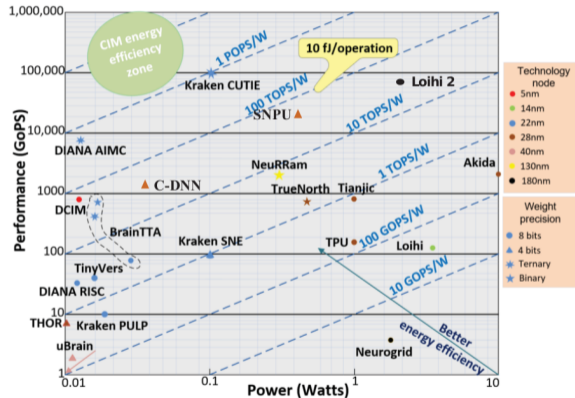 1,000,000
100,000
10,000
1000
100
10
1
Performance (GoPS)
0.01
0.1
1
10
Power (Watts)
CIM energy
efficiency
zone
1 POPS/W
10 fJ/operation
Kraken CUTIE
Loihi 2
100 TOPS/W
SNPU
10 TOPS/W
DIANA AIMC
NeuRRam
1 TOPS/W
Akida
C-DNN
TrueNorth
Tianjic
DCIM
BrainTTA
Kraken SNE
TPU
100 GOPS/W
Loihi
TinyVers
DIANA RISC
10 GOPS/W
THOR
Kraken PULP
uBrain
Neurogrid
Better
energy efficiency
Technology
node
5nm
14nm
22nm
28nm
40nm
130nm
180nm
Weight
precision
8 bits
4 bits
Ternary
Binary